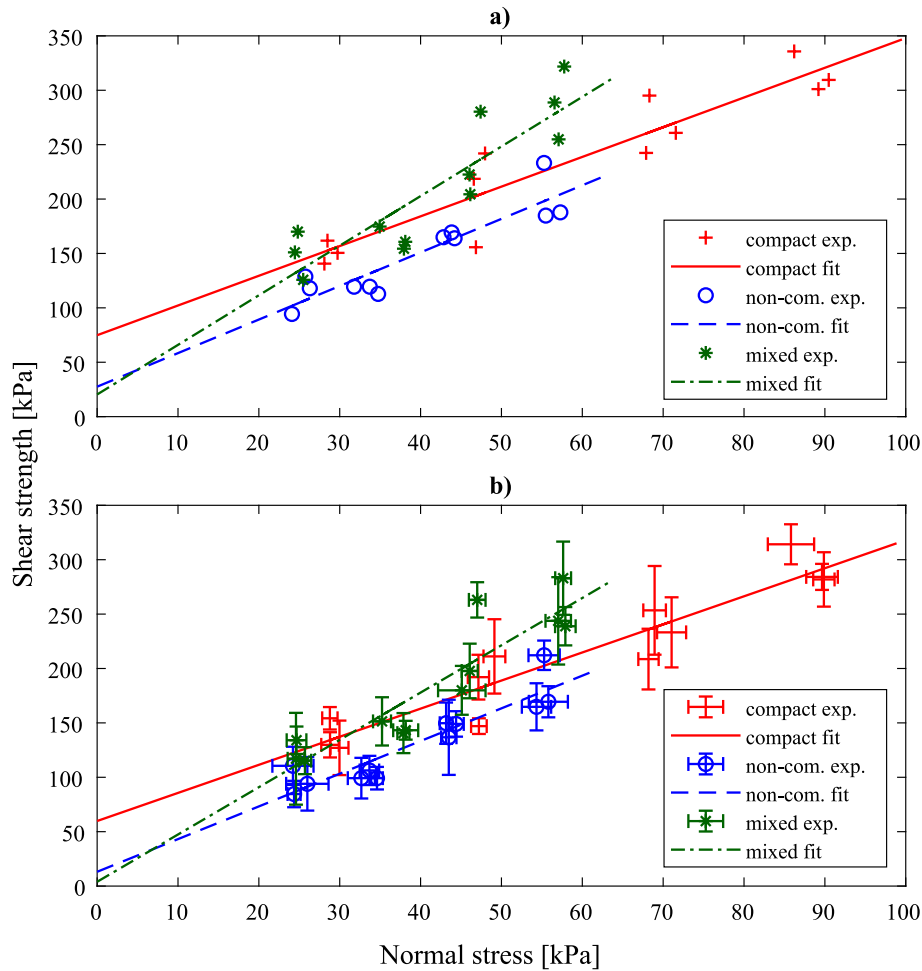 a)
350
300
250
200
150
100
50
0
compact exp.
compact fit
non-com. exp.
non-com. fit
mixed exp.
mixed fit
0 10 20 30 40 50 60 70 80 90 100
Shear strength [kPa]
b)
350
300
250
200
150
100
50
0
compact exp.
compact fit
non-com. exp.
non-com. fit
mixed exp.
mixed fit
0 10 20 30 40 50 60 70 80 90 100
Normal stress [kPa]